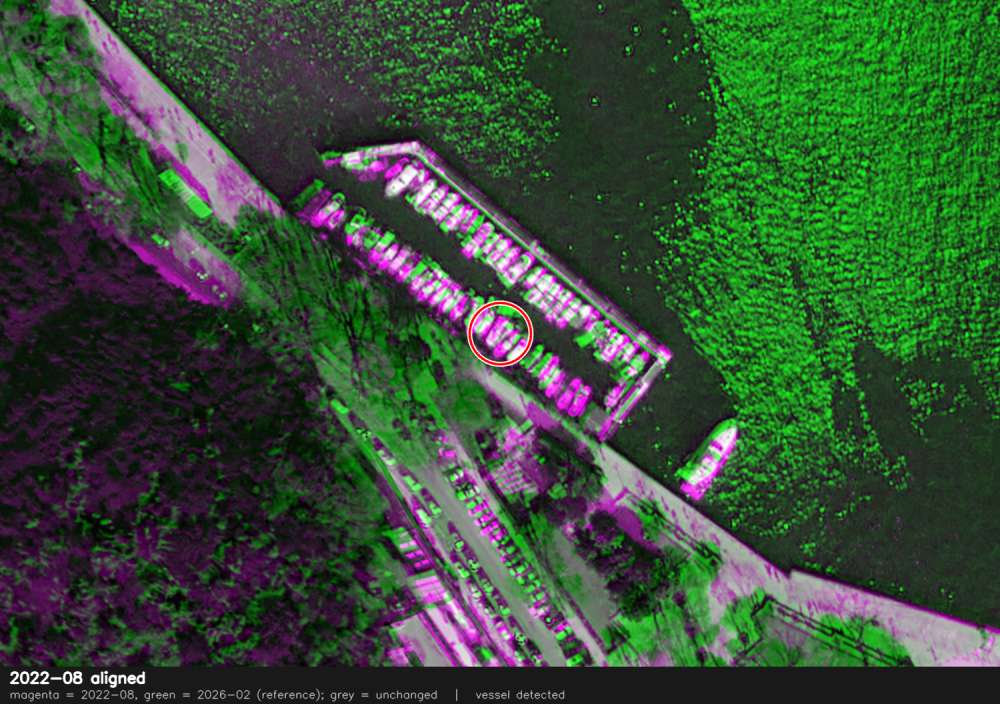 2022-08 aligned
magenta = 2022-08, green = 2026-02 (reference); grey = unchanged | vessel detected